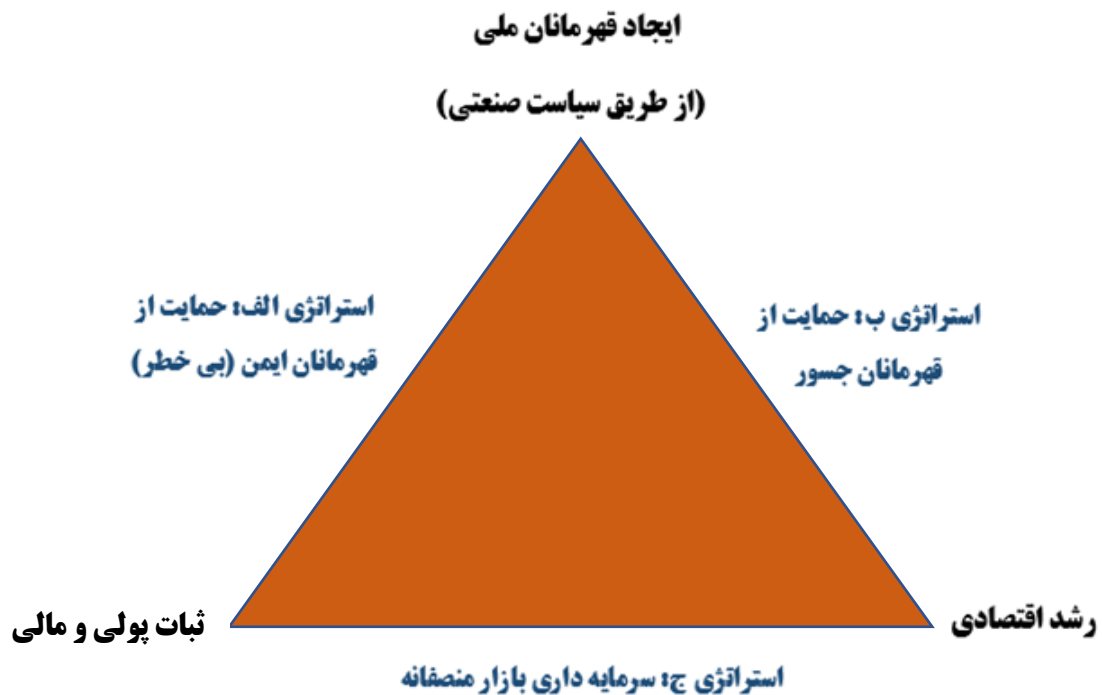 ایجاد قهرمانان ملی
(از طریق سیاست صنعتی)
استراتژی ب: حمایت از
قهرمانان جسور
استراتژی الف: حمایت از
قهرمانان ایمن (بی خطر)
رشد اقتصادی
ثبات پولی و مالی
استراتژی ج: سرمایه داری بازار منصفانه